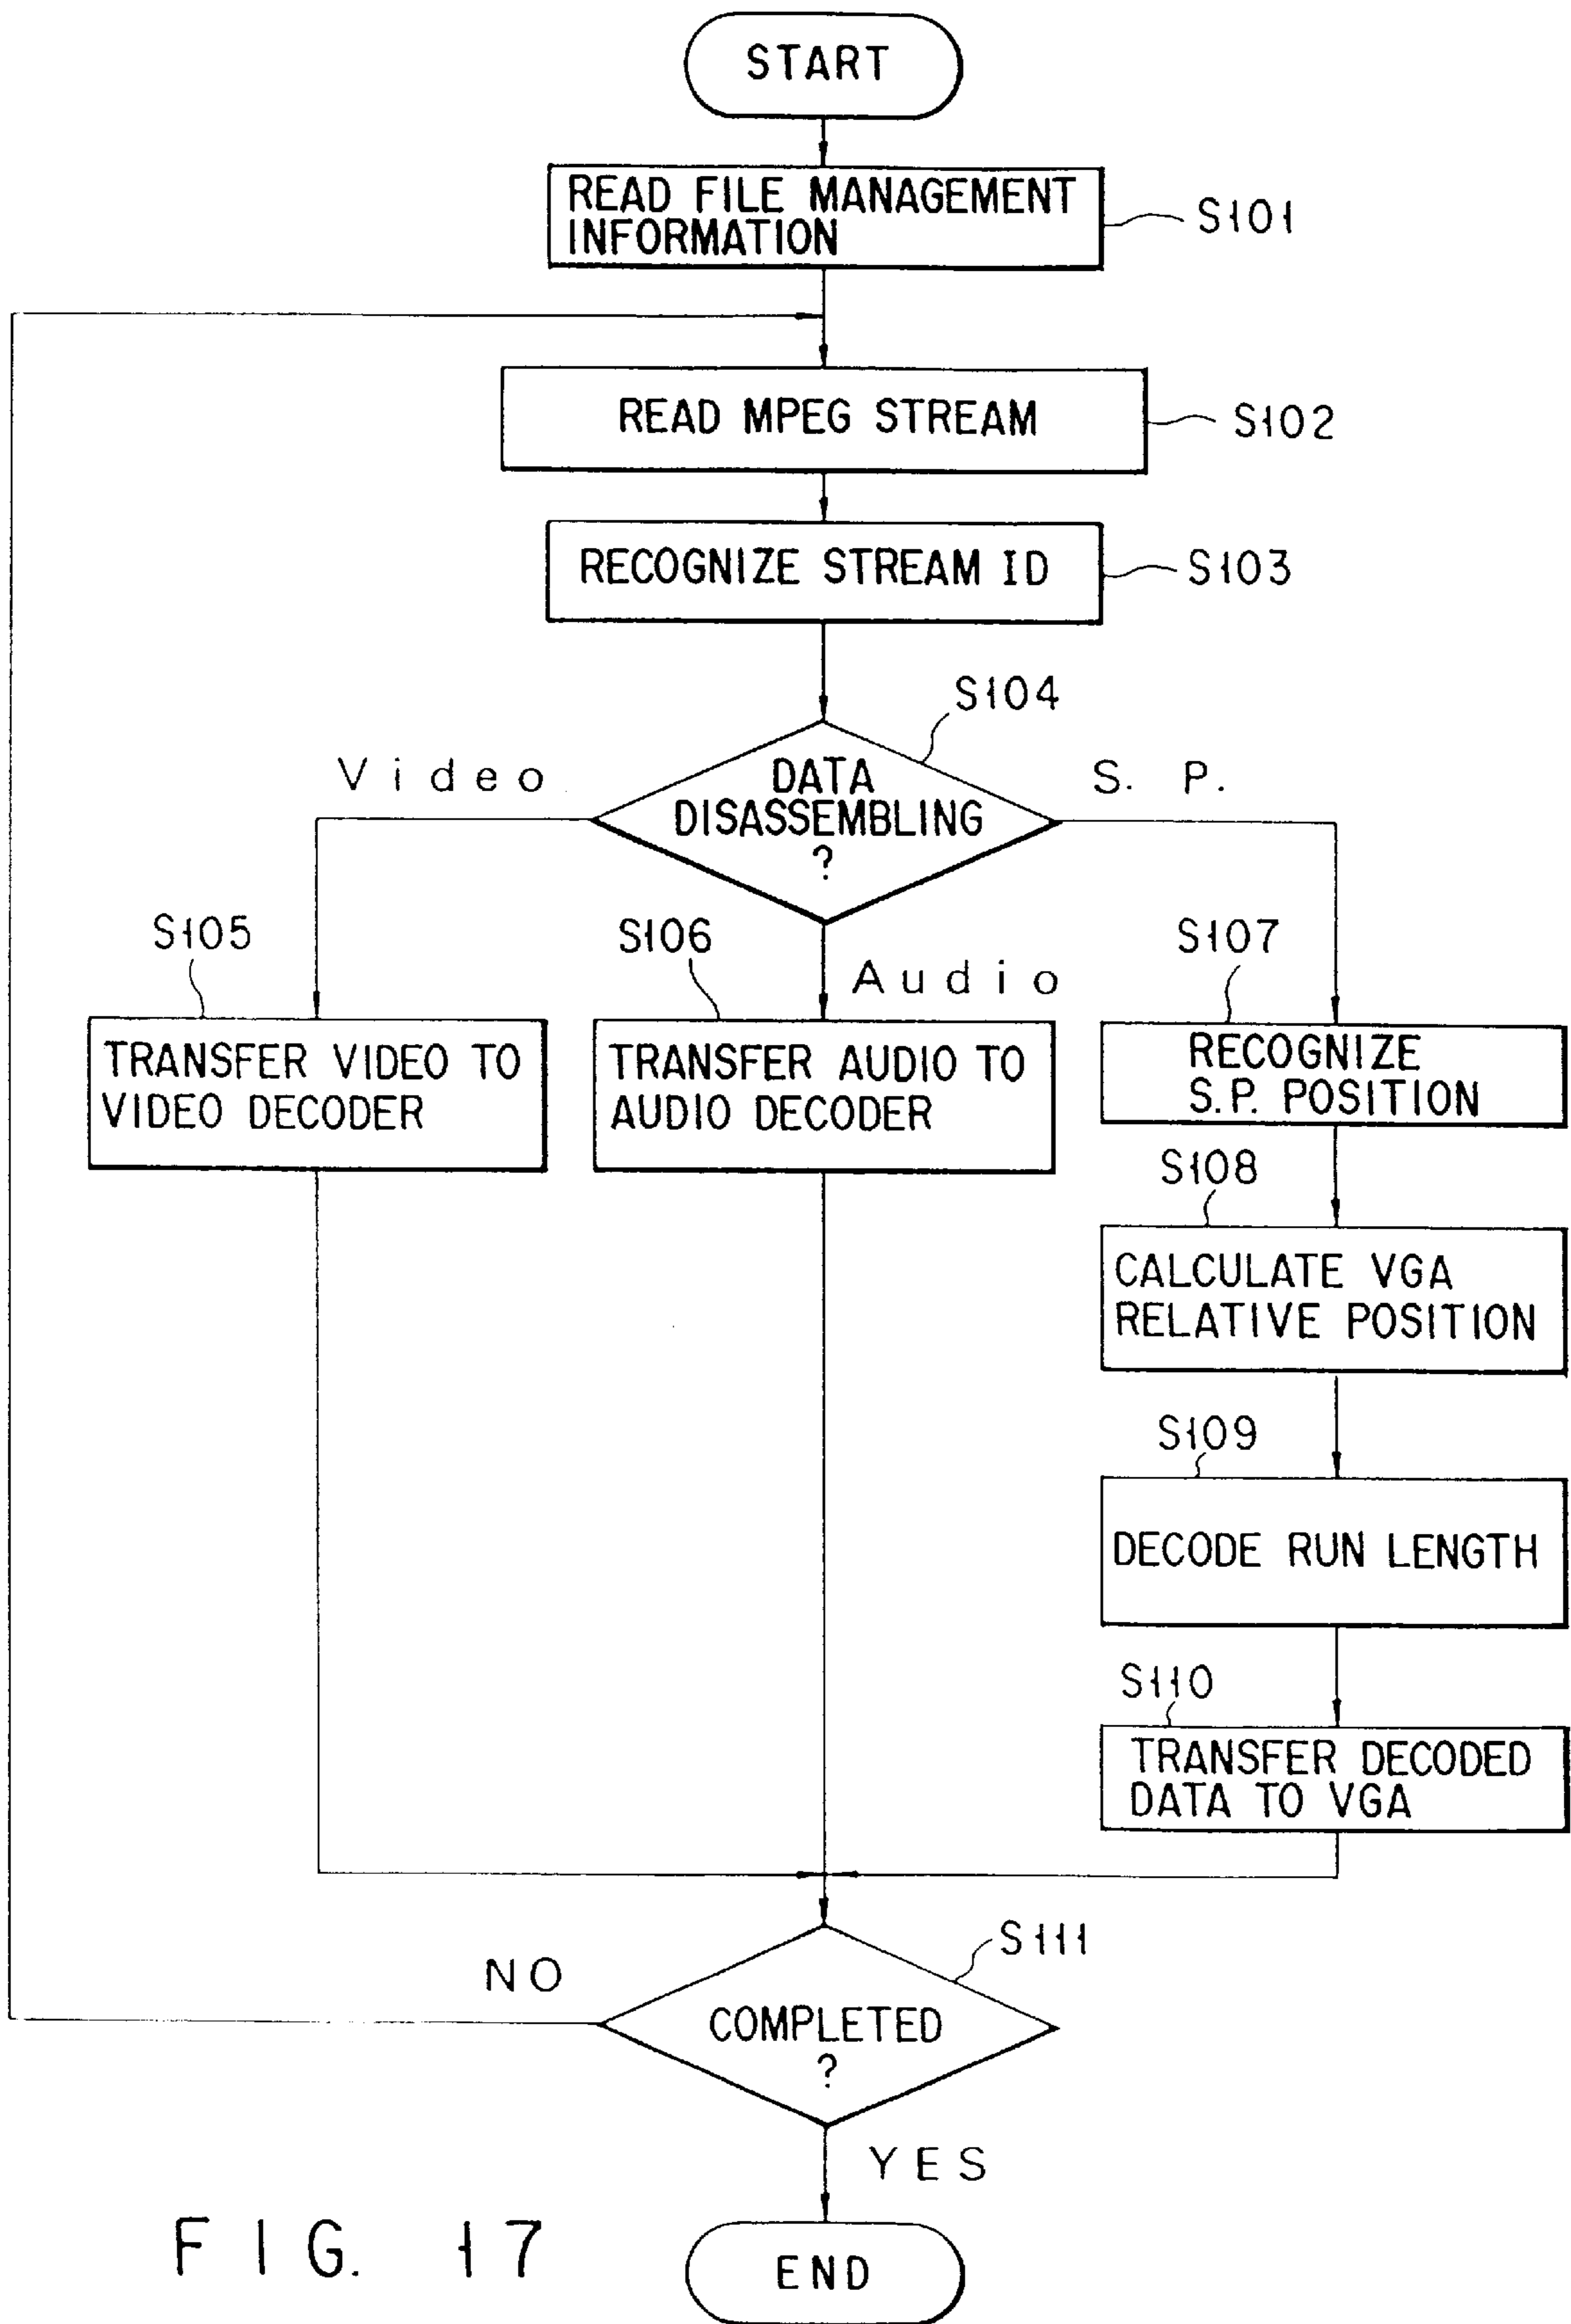 START
READ FILE MANAGEMENT
INFORMATION
S101
READ MPEG STREAM
S102
RECOGNIZE STREAM ID
S103
S104
Video
DATA
DISASSEMBLING
?
S. P.
S105
S106
Audio
S107
TRANSFER VIDEO TO
VIDEO DECODER
TRANSFER AUDIO TO
AUDIO DECODER
RECOGNIZE
S.P. POSITION
S108
CALCULATE VGA
RELATIVE POSITION
S109
DECODE RUN LENGTH
S110
TRANSFER DECODED
DATA TO VGA
S111
NO
COMPLETED
?
YES
END
FIG. 17